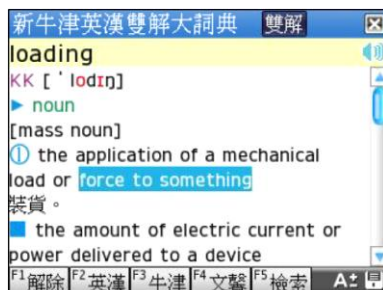 新牛津英漢雙解大詞典 雙解
loading
KK [ˋlodɪŋ]
► noun
[mass noun]
① the application of a mechanical
load or force to something
裝貨。
■ the amount of electric current or
power delivered to a device
F1解除 F2英漢 F3牛津 F4文馨 F5檢索 A±